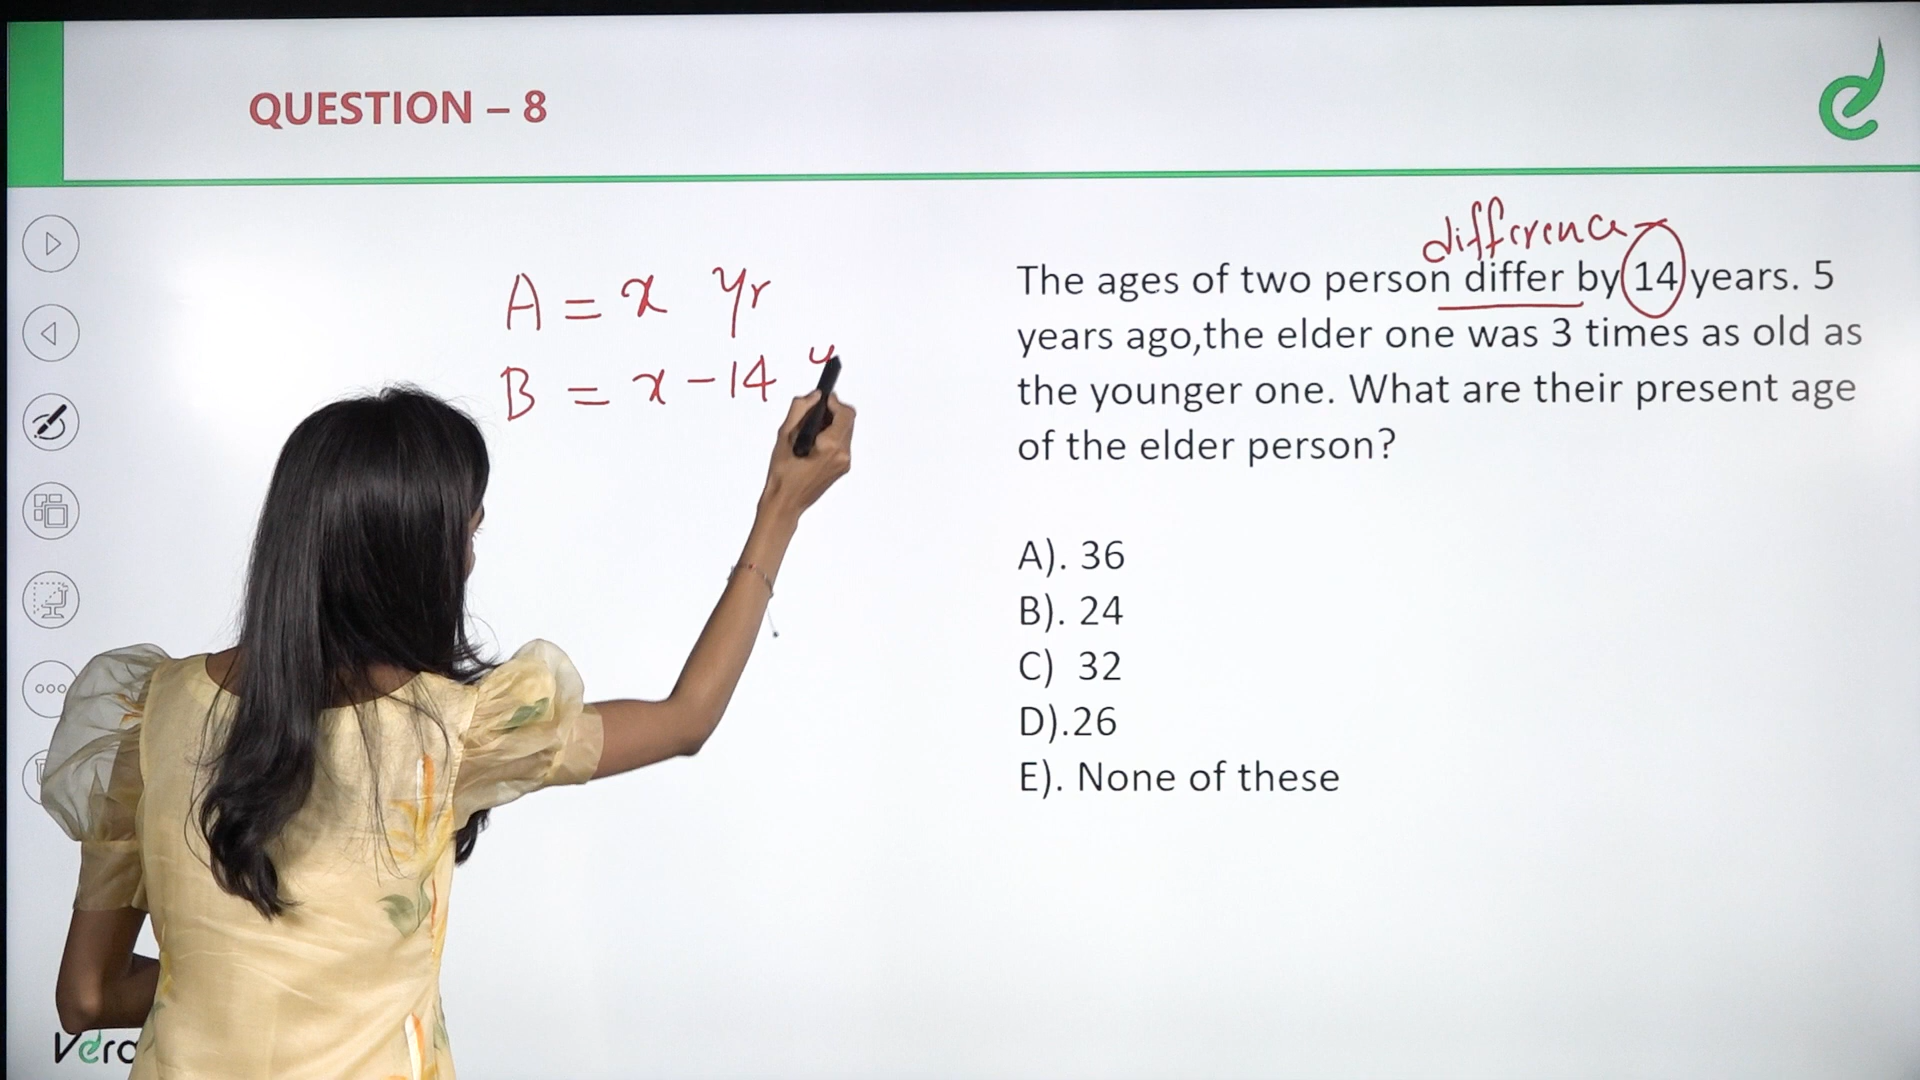 QUESTION – 8
A = x yr
B = x - 14 y
difference
The ages of two person differ by 14 years. 5
years ago,the elder one was 3 times as old as
the younger one. What are their present age
of the elder person?
A). 36
B). 24
C) 32
D).26
E). None of these